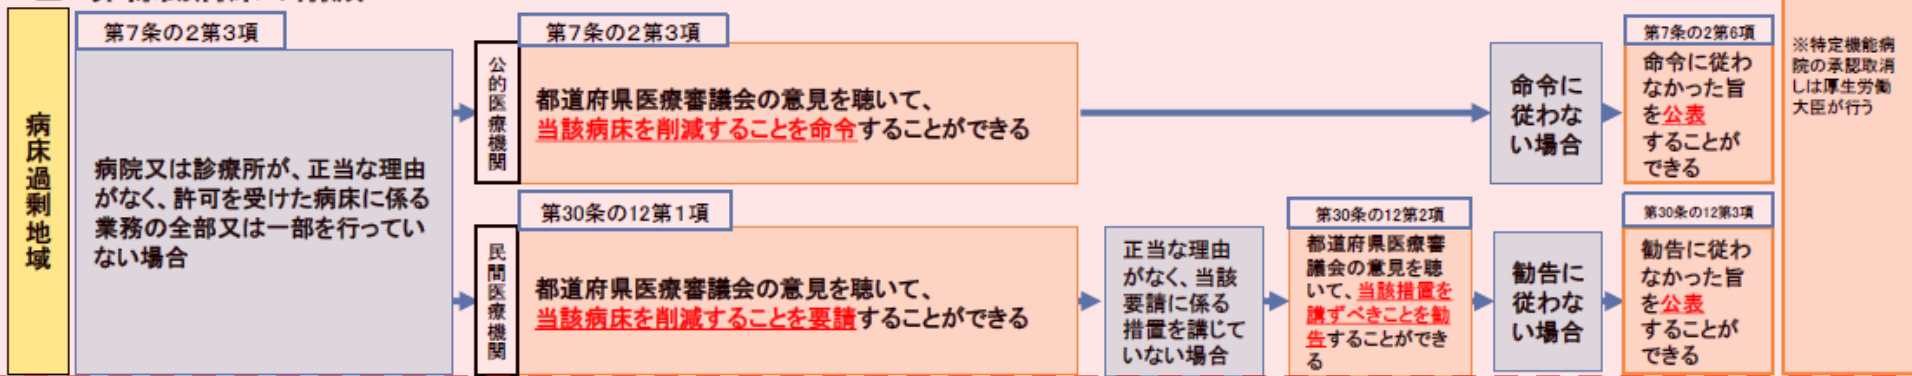 病床過剰地域
第7条の2第3項
病院又は診療所が、正当な理由
がなく、許可を受けた病床に係る
業務の全部又は一部を行ってい
ない場合
公的医療機関
第7条の2第3項
都道府県医療審議会の意見を聴いて、
当該病床を削減することを命令することができる
命令に
従わな
い場合
第7条の2第6項
命令に従わ
なかった旨
を公表
することが
できる
民間医療機関
第30条の12第1項
都道府県医療審議会の意見を聴いて、
当該病床を削減することを要請することができる
正当な理由
がなく、当該
要請に係る
措置を講じて
いない場合
第30条の12第2項
都道府県医療審
議会の意見を聴
いて、当該措置を
講ずべきことを勧
告することができ
る
勧告に
従わな
い場合
第30条の12第3項
勧告に従わ
なかった旨
を公表
することが
できる
※特定機能病
院の承認取消
しは厚生労働
大臣が行う